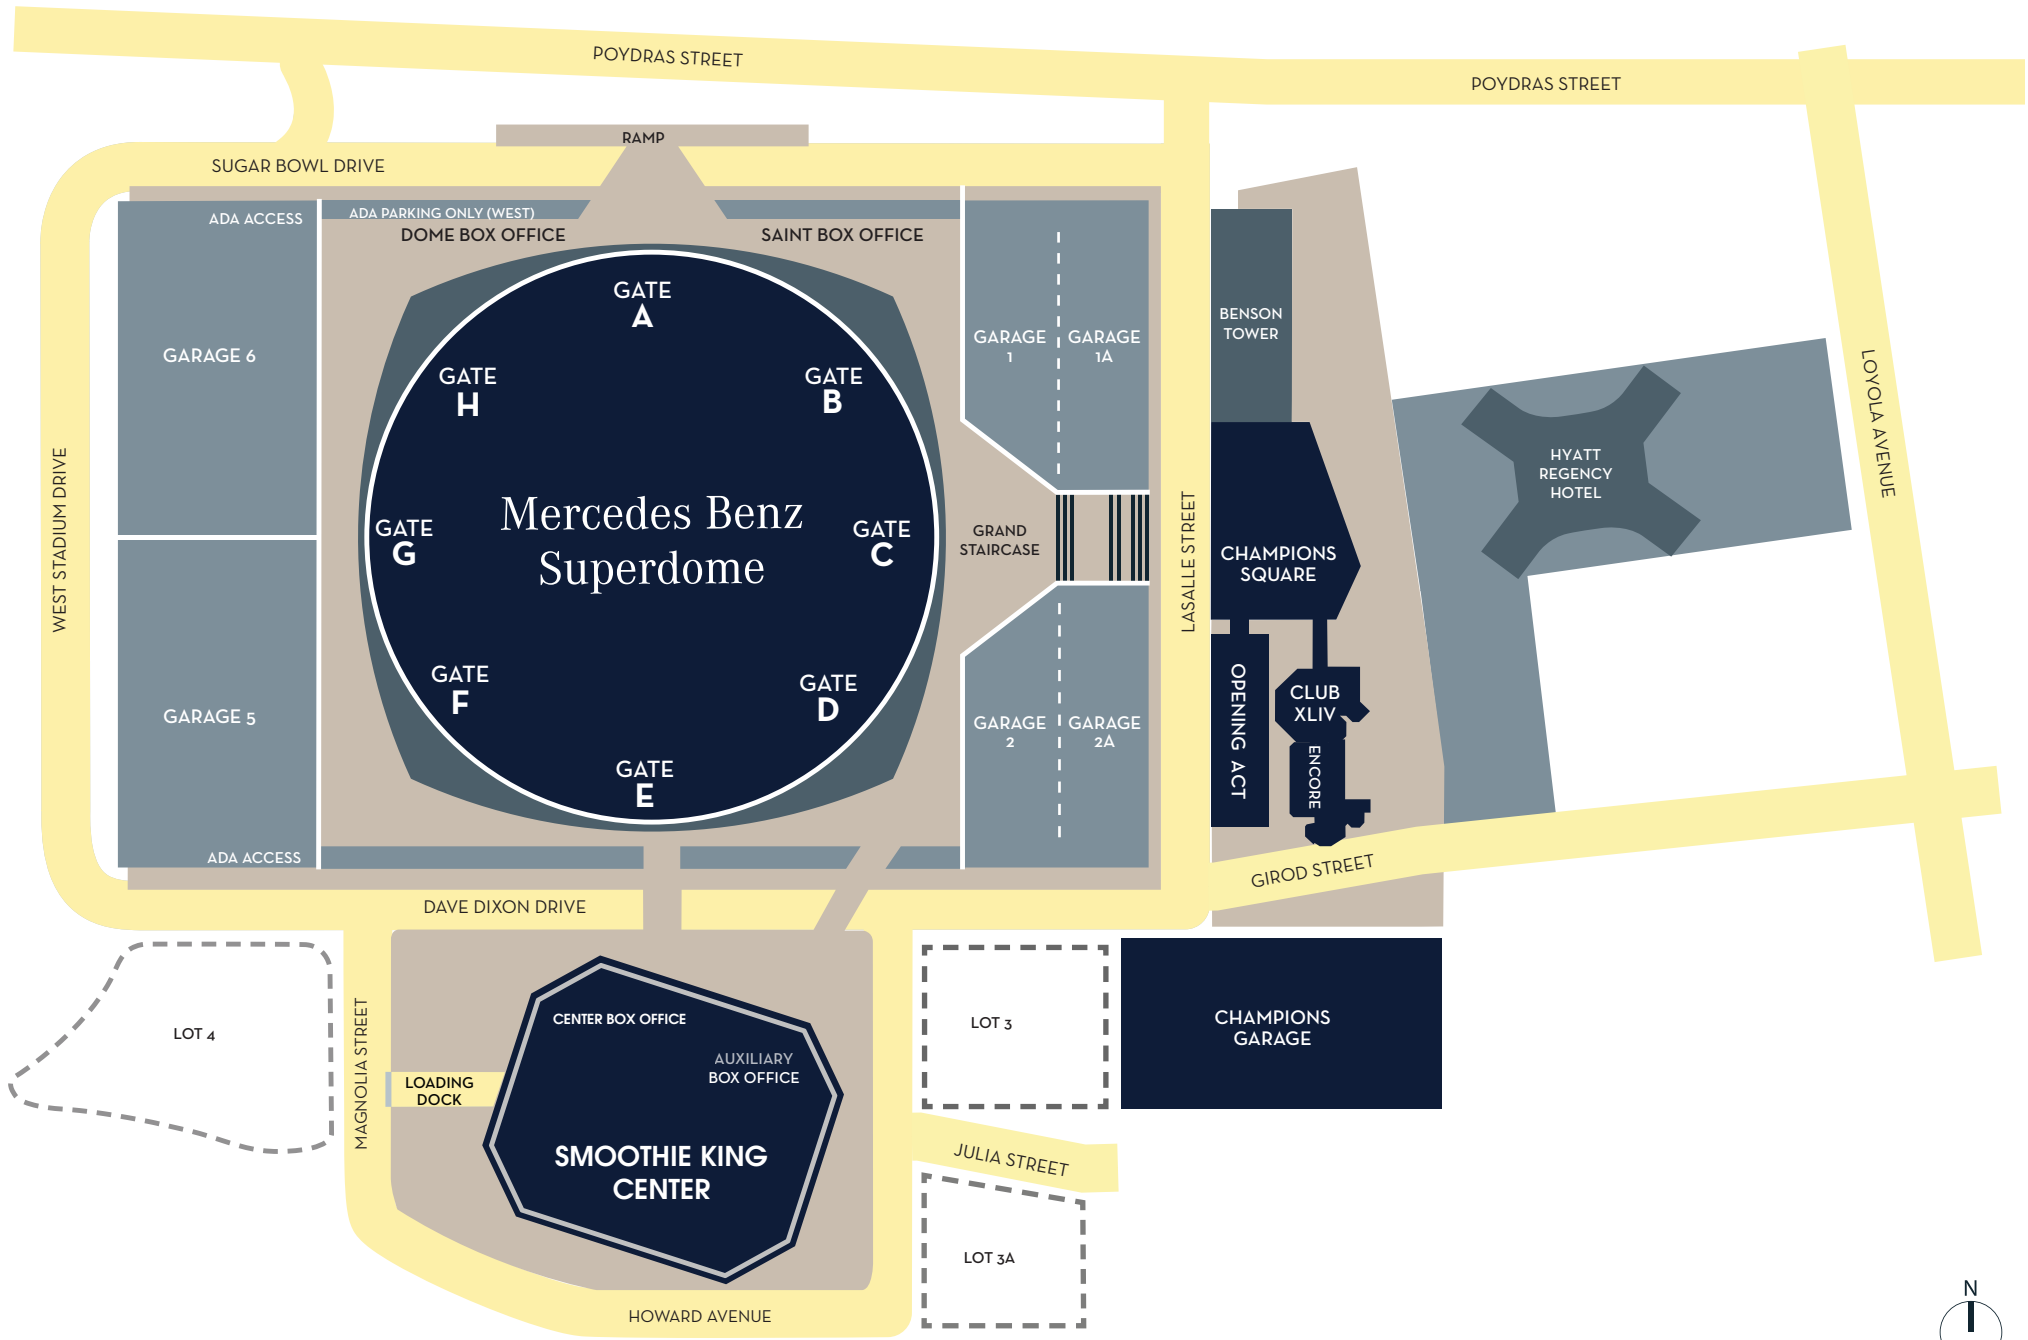 POYDRAS STREET
POYDRAS STREET
RAMP
SUGAR BOWL DRIVE
ADA ACCESS
ADA PARKING ONLY (WEST)
DOME BOX OFFICE
SAINT BOX OFFICE
GATE
A
GATE
H
GATE
B
GARAGE 6
GARAGE
1
GARAGE
1A
BENSON
TOWER
LOYOLA AVENUE
HYATT
REGENCY
HOTEL
WEST STADIUM DRIVE
GATE
G
Mercedes Benz
Superdome
GATE
C
GRAND
STAIRCASE
LASALLE STREET
CHAMPIONS
SQUARE
GATE
F
GATE
D
GATE
E
GARAGE 5
GARAGE
2
GARAGE
2A
OPENING ACT
CLUB
XLIV
ENCORE
ADA ACCESS
GIROD STREET
DAVE DIXON DRIVE
LOT 4
MAGNOLIA STREET
CENTER BOX OFFICE
AUXILIARY
BOX OFFICE
LOADING
DOCK
SMOOTHIE KING
CENTER
LOT 3
CHAMPIONS
GARAGE
JULIA STREET
LOT 3A
HOWARD AVENUE
N